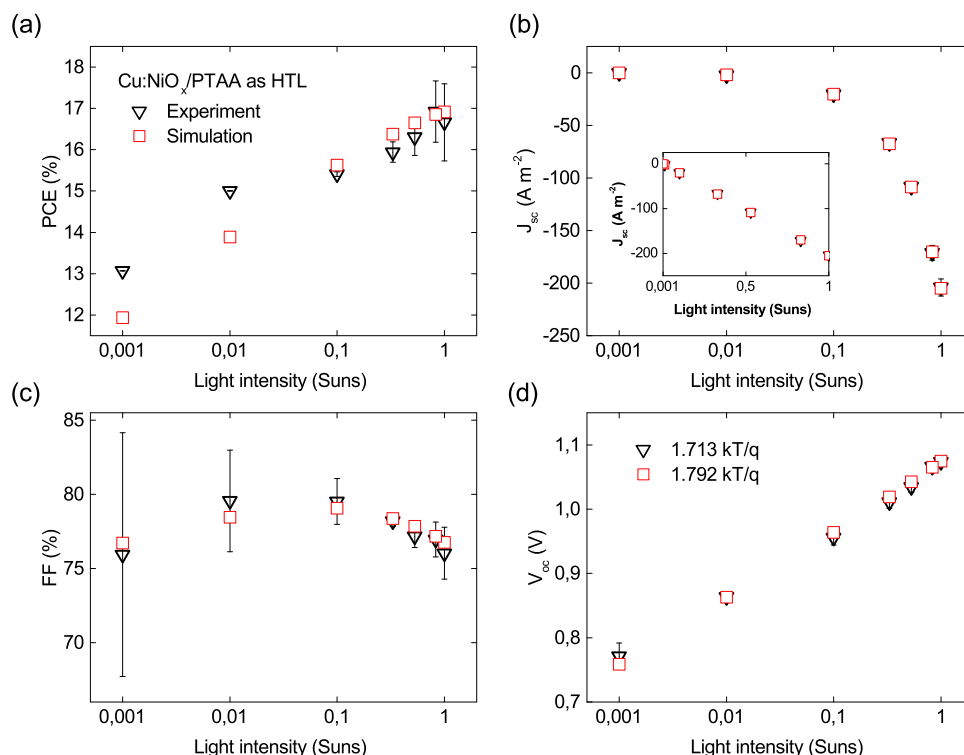 (a)
18
17
16
15
14
13
12
PCE (%)
Cu:NiOₓ/PTAA as HTL
Experiment
Simulation
0,001
0,01
0,1
1
Light intensity (Suns)
(b)
0
-50
-100
-150
-200
-250
J_sc (A m⁻²)
0
-100
-200
J_sc (A m⁻²)
0,001
0,5
1
Light intensity (Suns)
0,001
0,01
0,1
1
Light intensity (Suns)
(c)
85
80
75
70
FF (%)
0,001
0,01
0,1
1
Light intensity (Suns)
(d)
1,1
1,0
0,9
0,8
0,7
V_oc (V)
1.713 kT/q
1.792 kT/q
0,001
0,01
0,1
1
Light intensity (Suns)